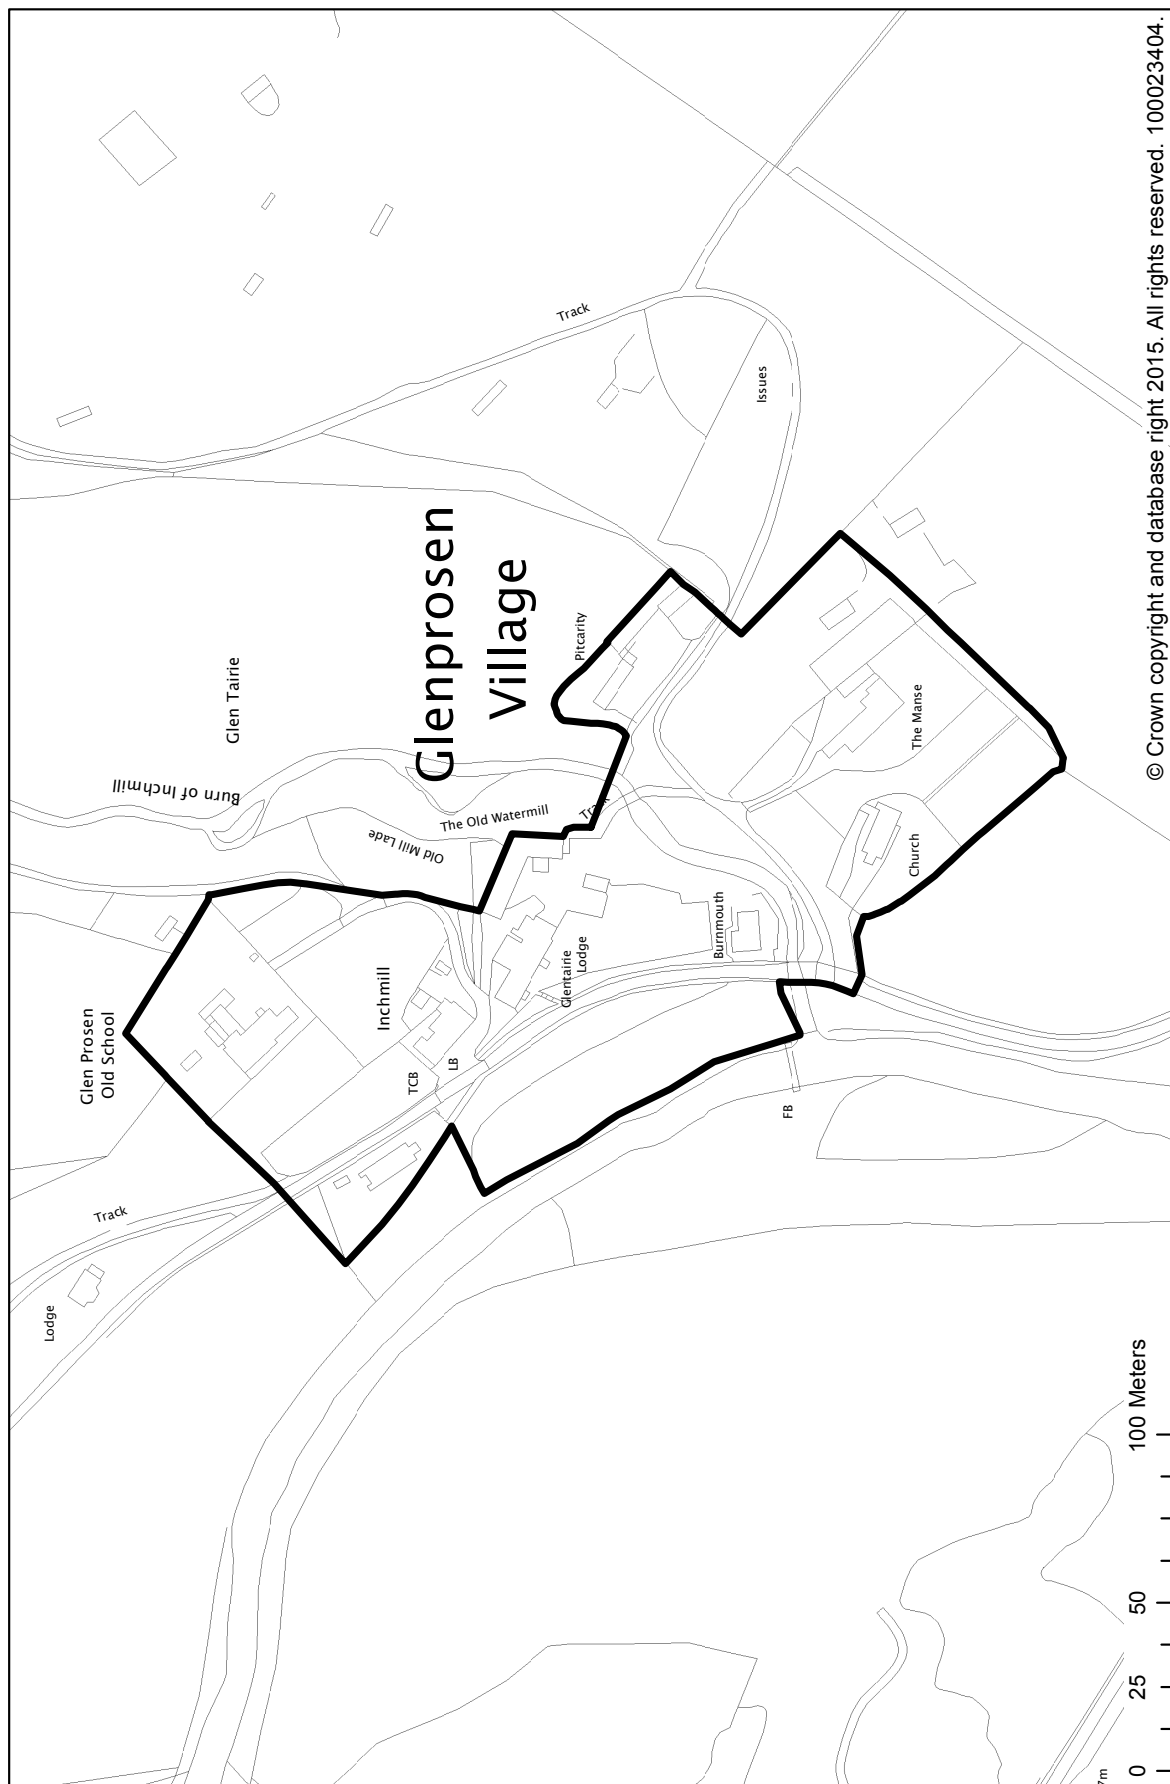 Glenprosen
Village
Glen Tairie
Burn of Inchmill
Old Mill Lade
The Old Watermill
Track
Pitcarity
Track
Issues
Glen Prosen
Old School
Inchmill
TCB
LB
Glentairie
Lodge
Burnmouth
The Manse
Church
FB
Track
Lodge
7m
0 25 50 100 Meters
© Crown copyright and database right 2015. All rights reserved. 100023404.